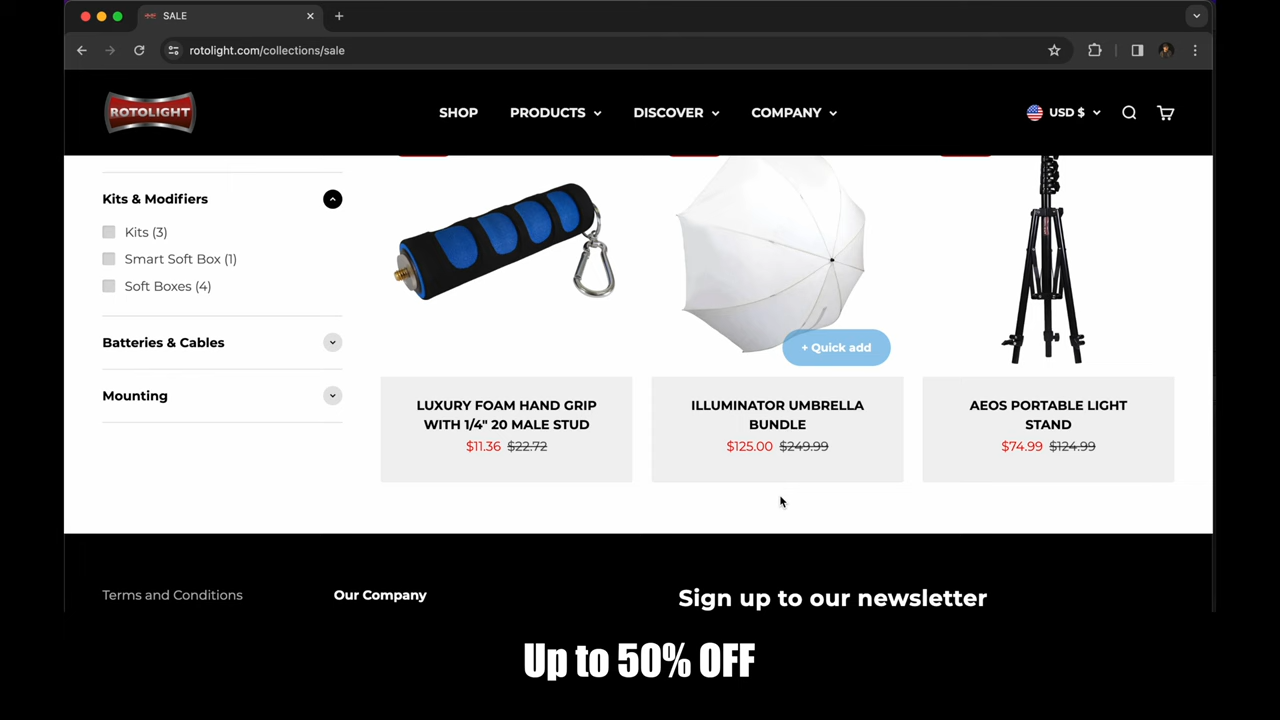 SALE
rotolight.com/collections/sale
ROTOLIGHT
SHOP
PRODUCTS
DISCOVER
COMPANY
USD $
Kits & Modifiers
Kits (3)
Smart Soft Box (1)
Soft Boxes (4)
Batteries & Cables
Mounting
+ Quick add
LUXURY FOAM HAND GRIP
WITH 1/4" 20 MALE STUD
$11.36 $22.72
ILLUMINATOR UMBRELLA
BUNDLE
$125.00 $249.99
AEOS PORTABLE LIGHT
STAND
$74.99 $124.99
Terms and Conditions
Our Company
Sign up to our newsletter
Up to 50% OFF